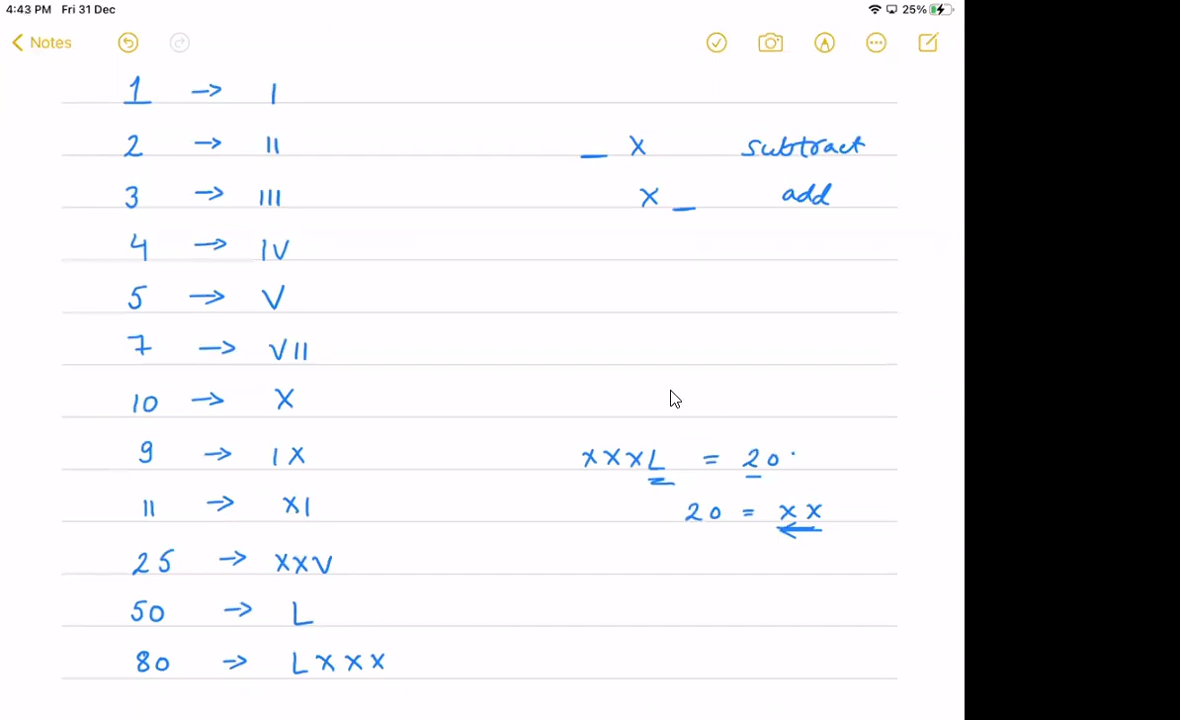 4:43 PM Fri 31 Dec 25%
Notes
1 → I
2 → II
_ X subtract
3 → III
X _ add
4 → IV
5 → V
7 → VII
10 → X
9 → IX
XXXL = 20
11 → XI
20 = XX
25 → XXV
50 → L
80 → LXXX